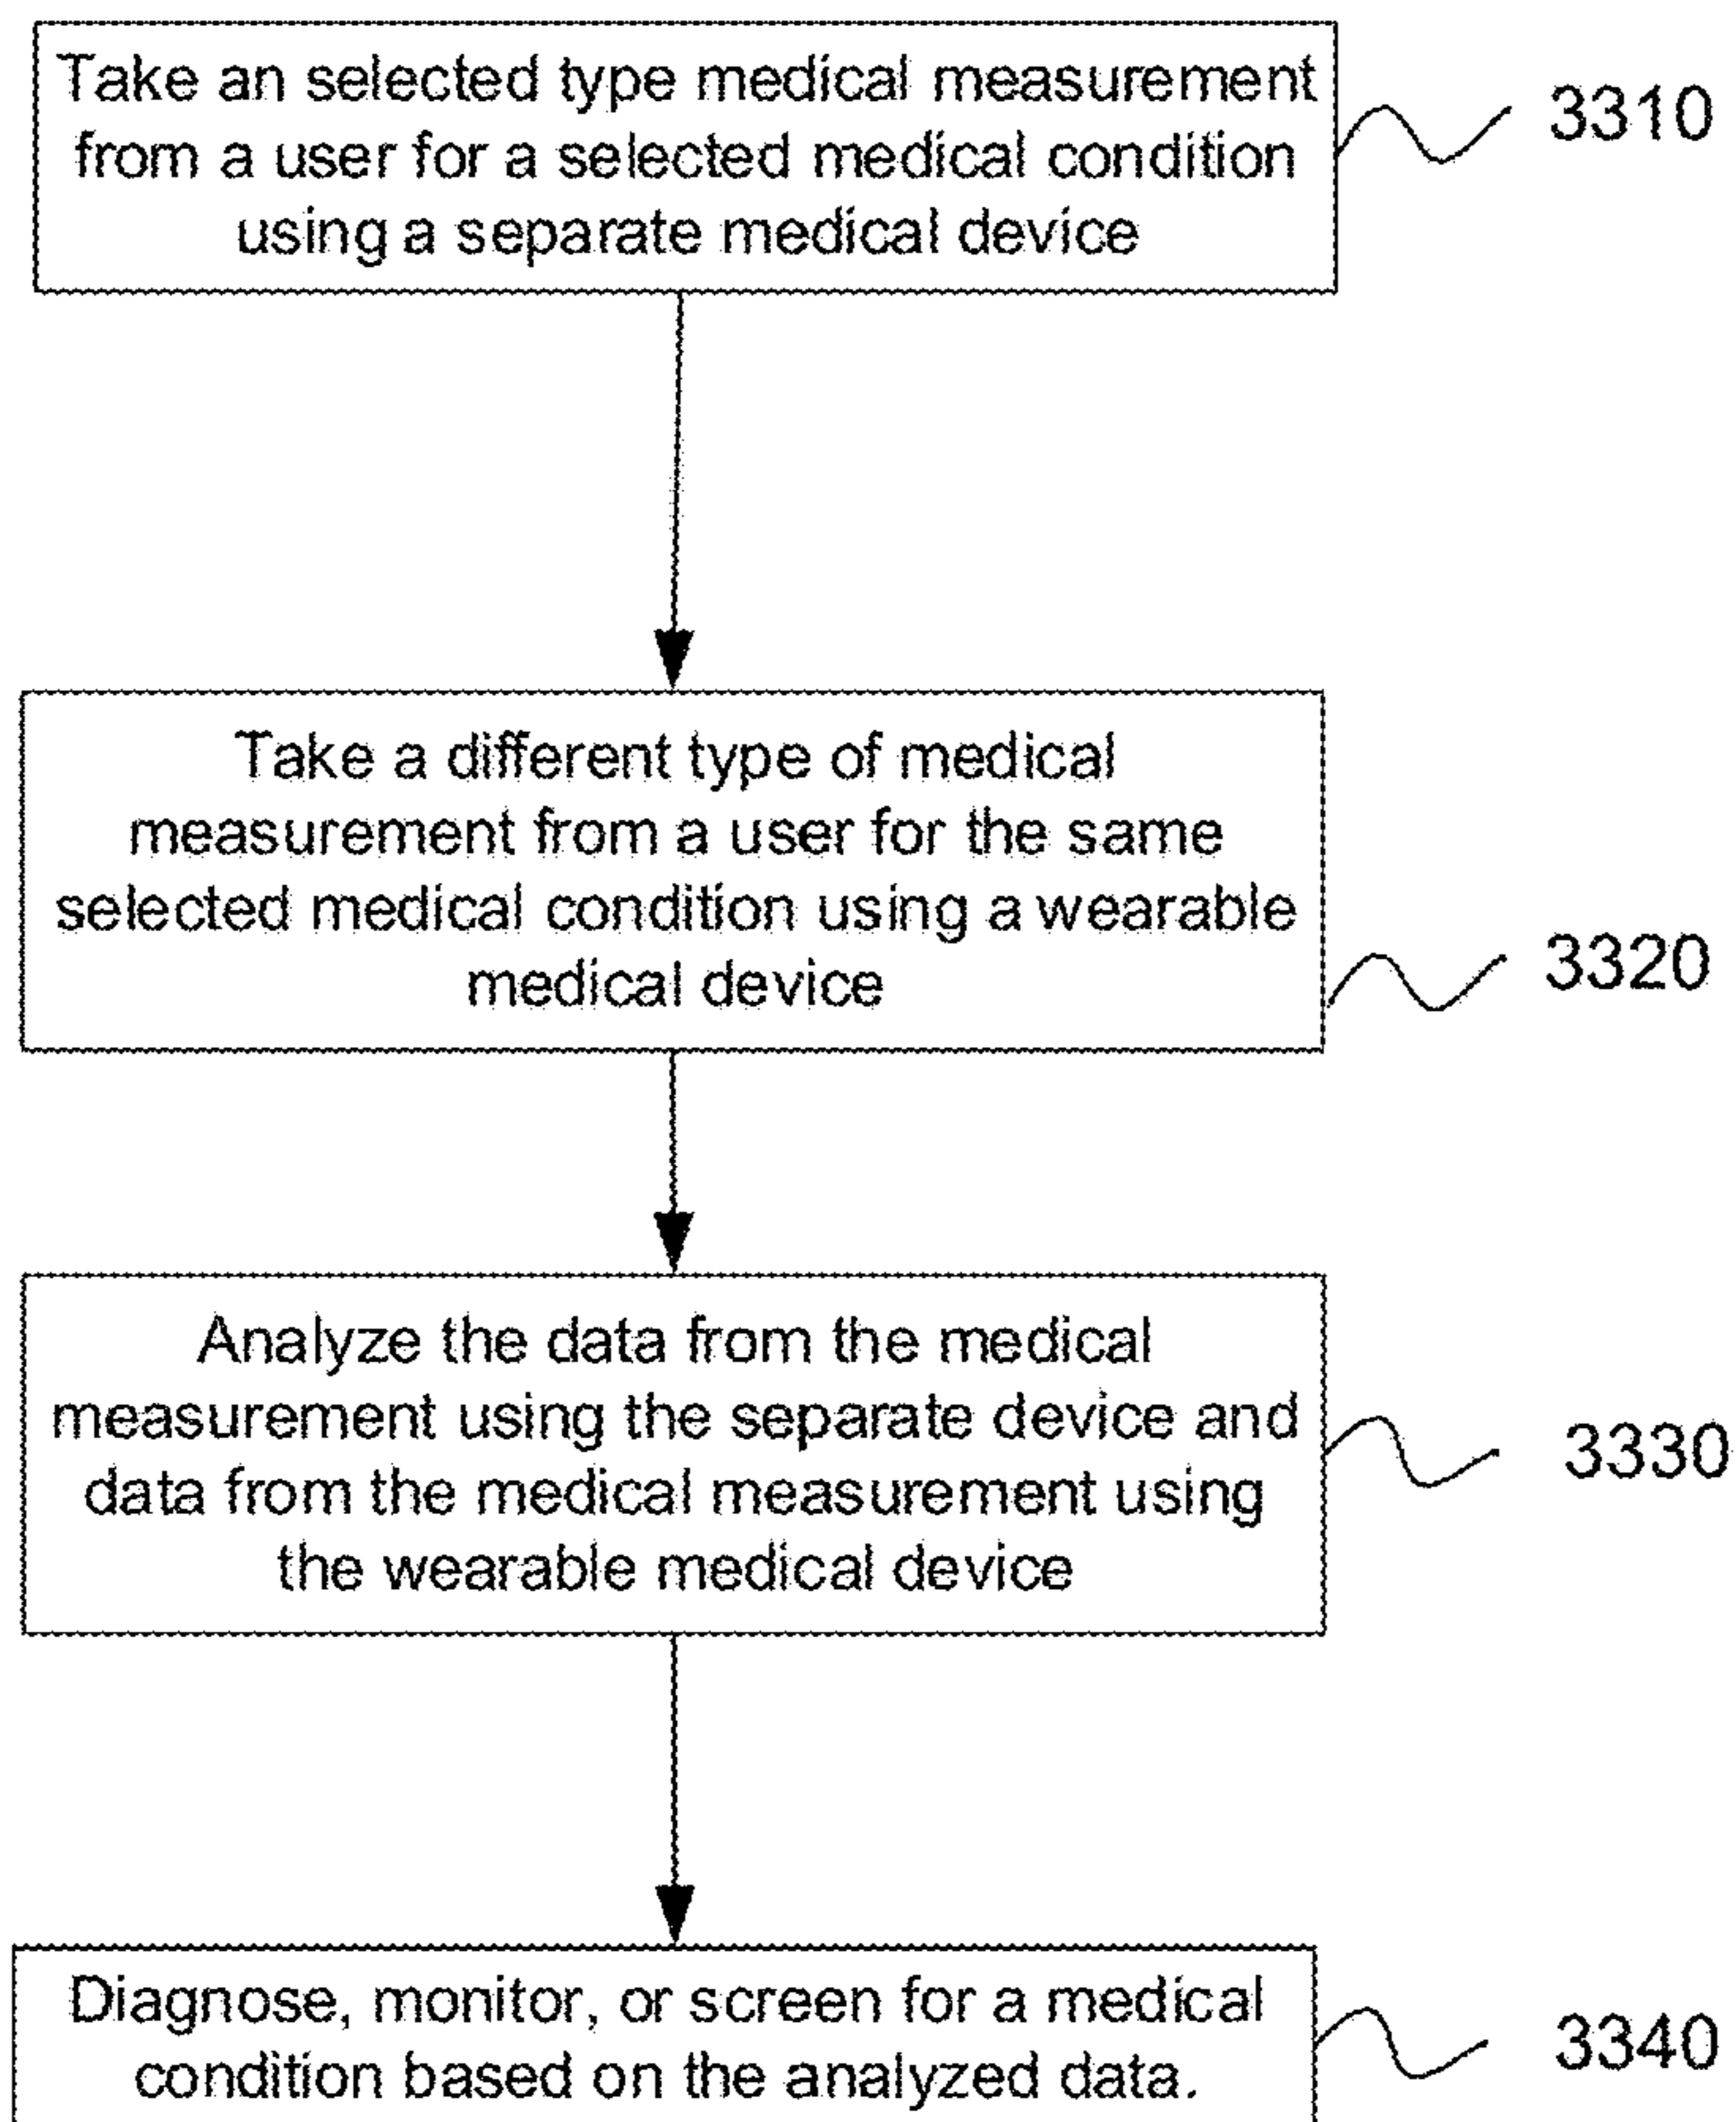 Take an selected type medical measurement
from a user for a selected medical condition
using a separate medical device
3310
Take a different type of medical
measurement from a user for the same
selected medical condition using a wearable
medical device
3320
Analyze the data from the medical
measurement using the separate device and
data from the medical measurement using
the wearable medical device
3330
Diagnose, monitor, or screen for a medical
condition based on the analyzed data.
3340